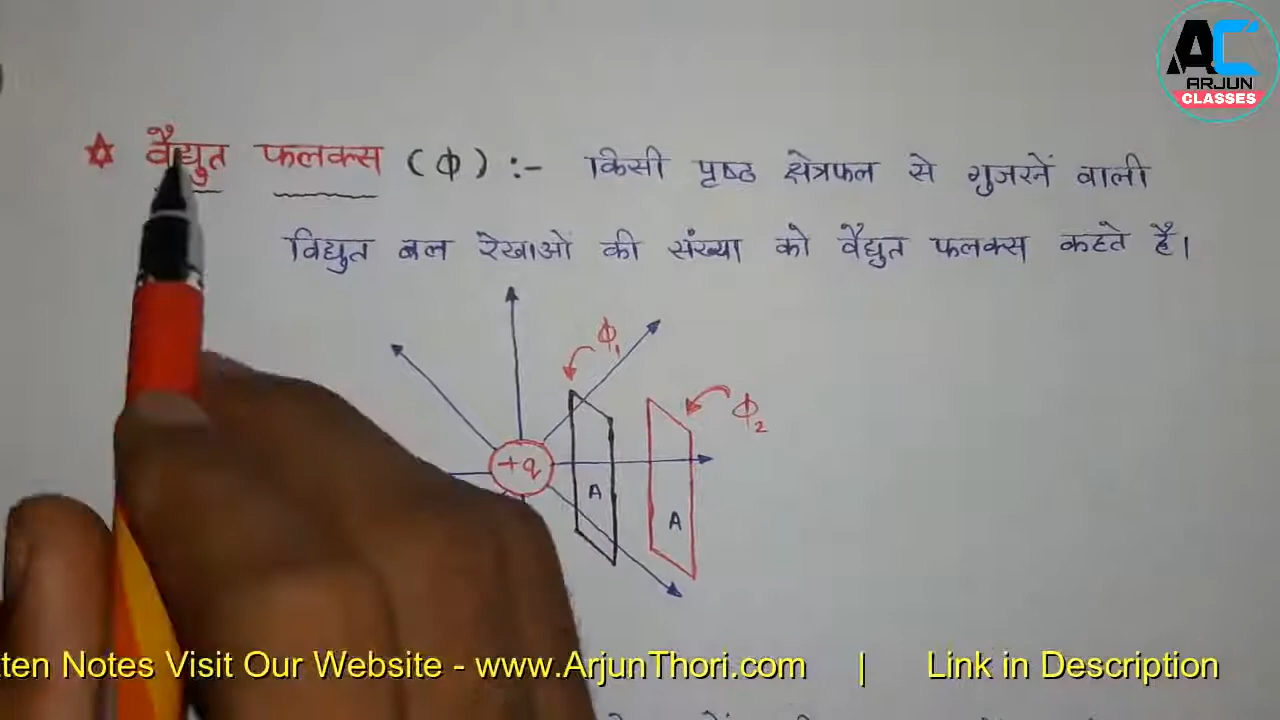 AC
ARJUN
CLASSES
वैद्युत फलक्स (Φ) :- किसी पृष्ठ क्षेत्रफल से गुजरनें वाली
विद्युत बल रेखाओं की संख्या को वैद्युत फलक्स कहते है।
Φ1
Φ2
+q
A
A
ten Notes Visit Our Website - www.ArjunThori.com | Link in Description